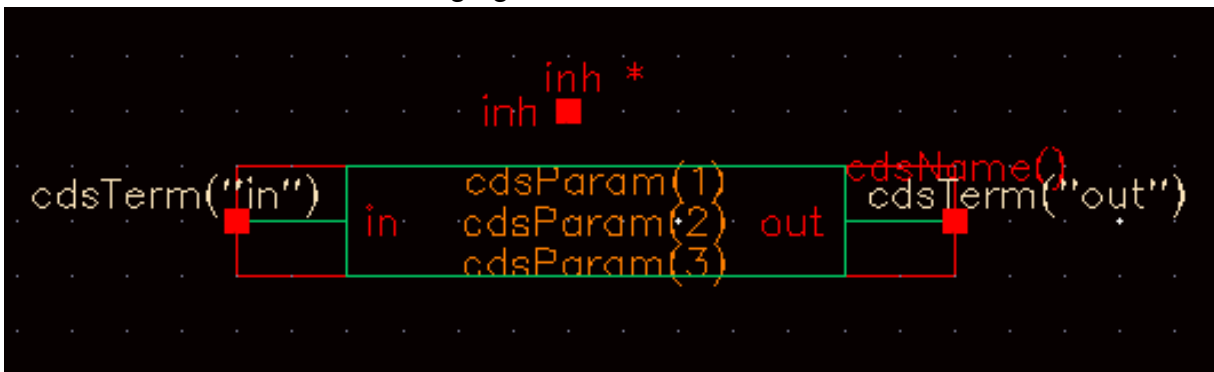 inh *
inh
cdsName()
cdsTerm("in")
cdsParam(1)
cdsTerm("out")
in
cdsParam(2)
out
cdsParam(3)